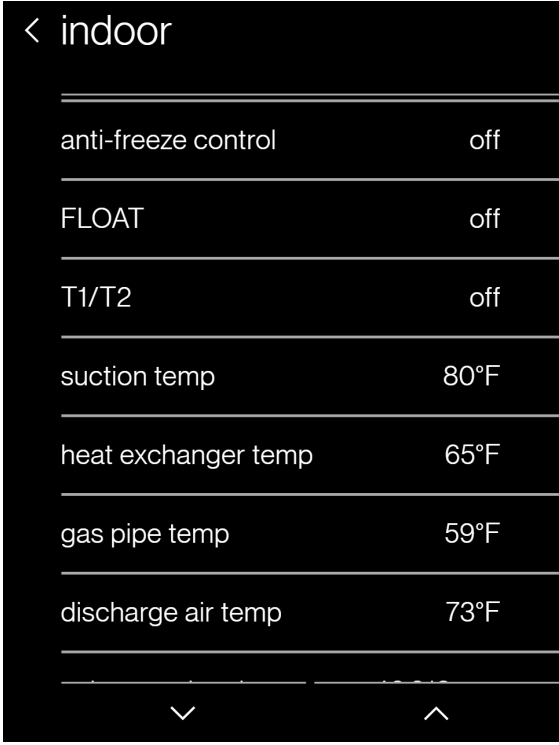 indoor
anti-freeze control off
FLOAT off
T1/T2 off
suction temp 80°F
heat exchanger temp 65°F
gas pipe temp 59°F
discharge air temp 73°F